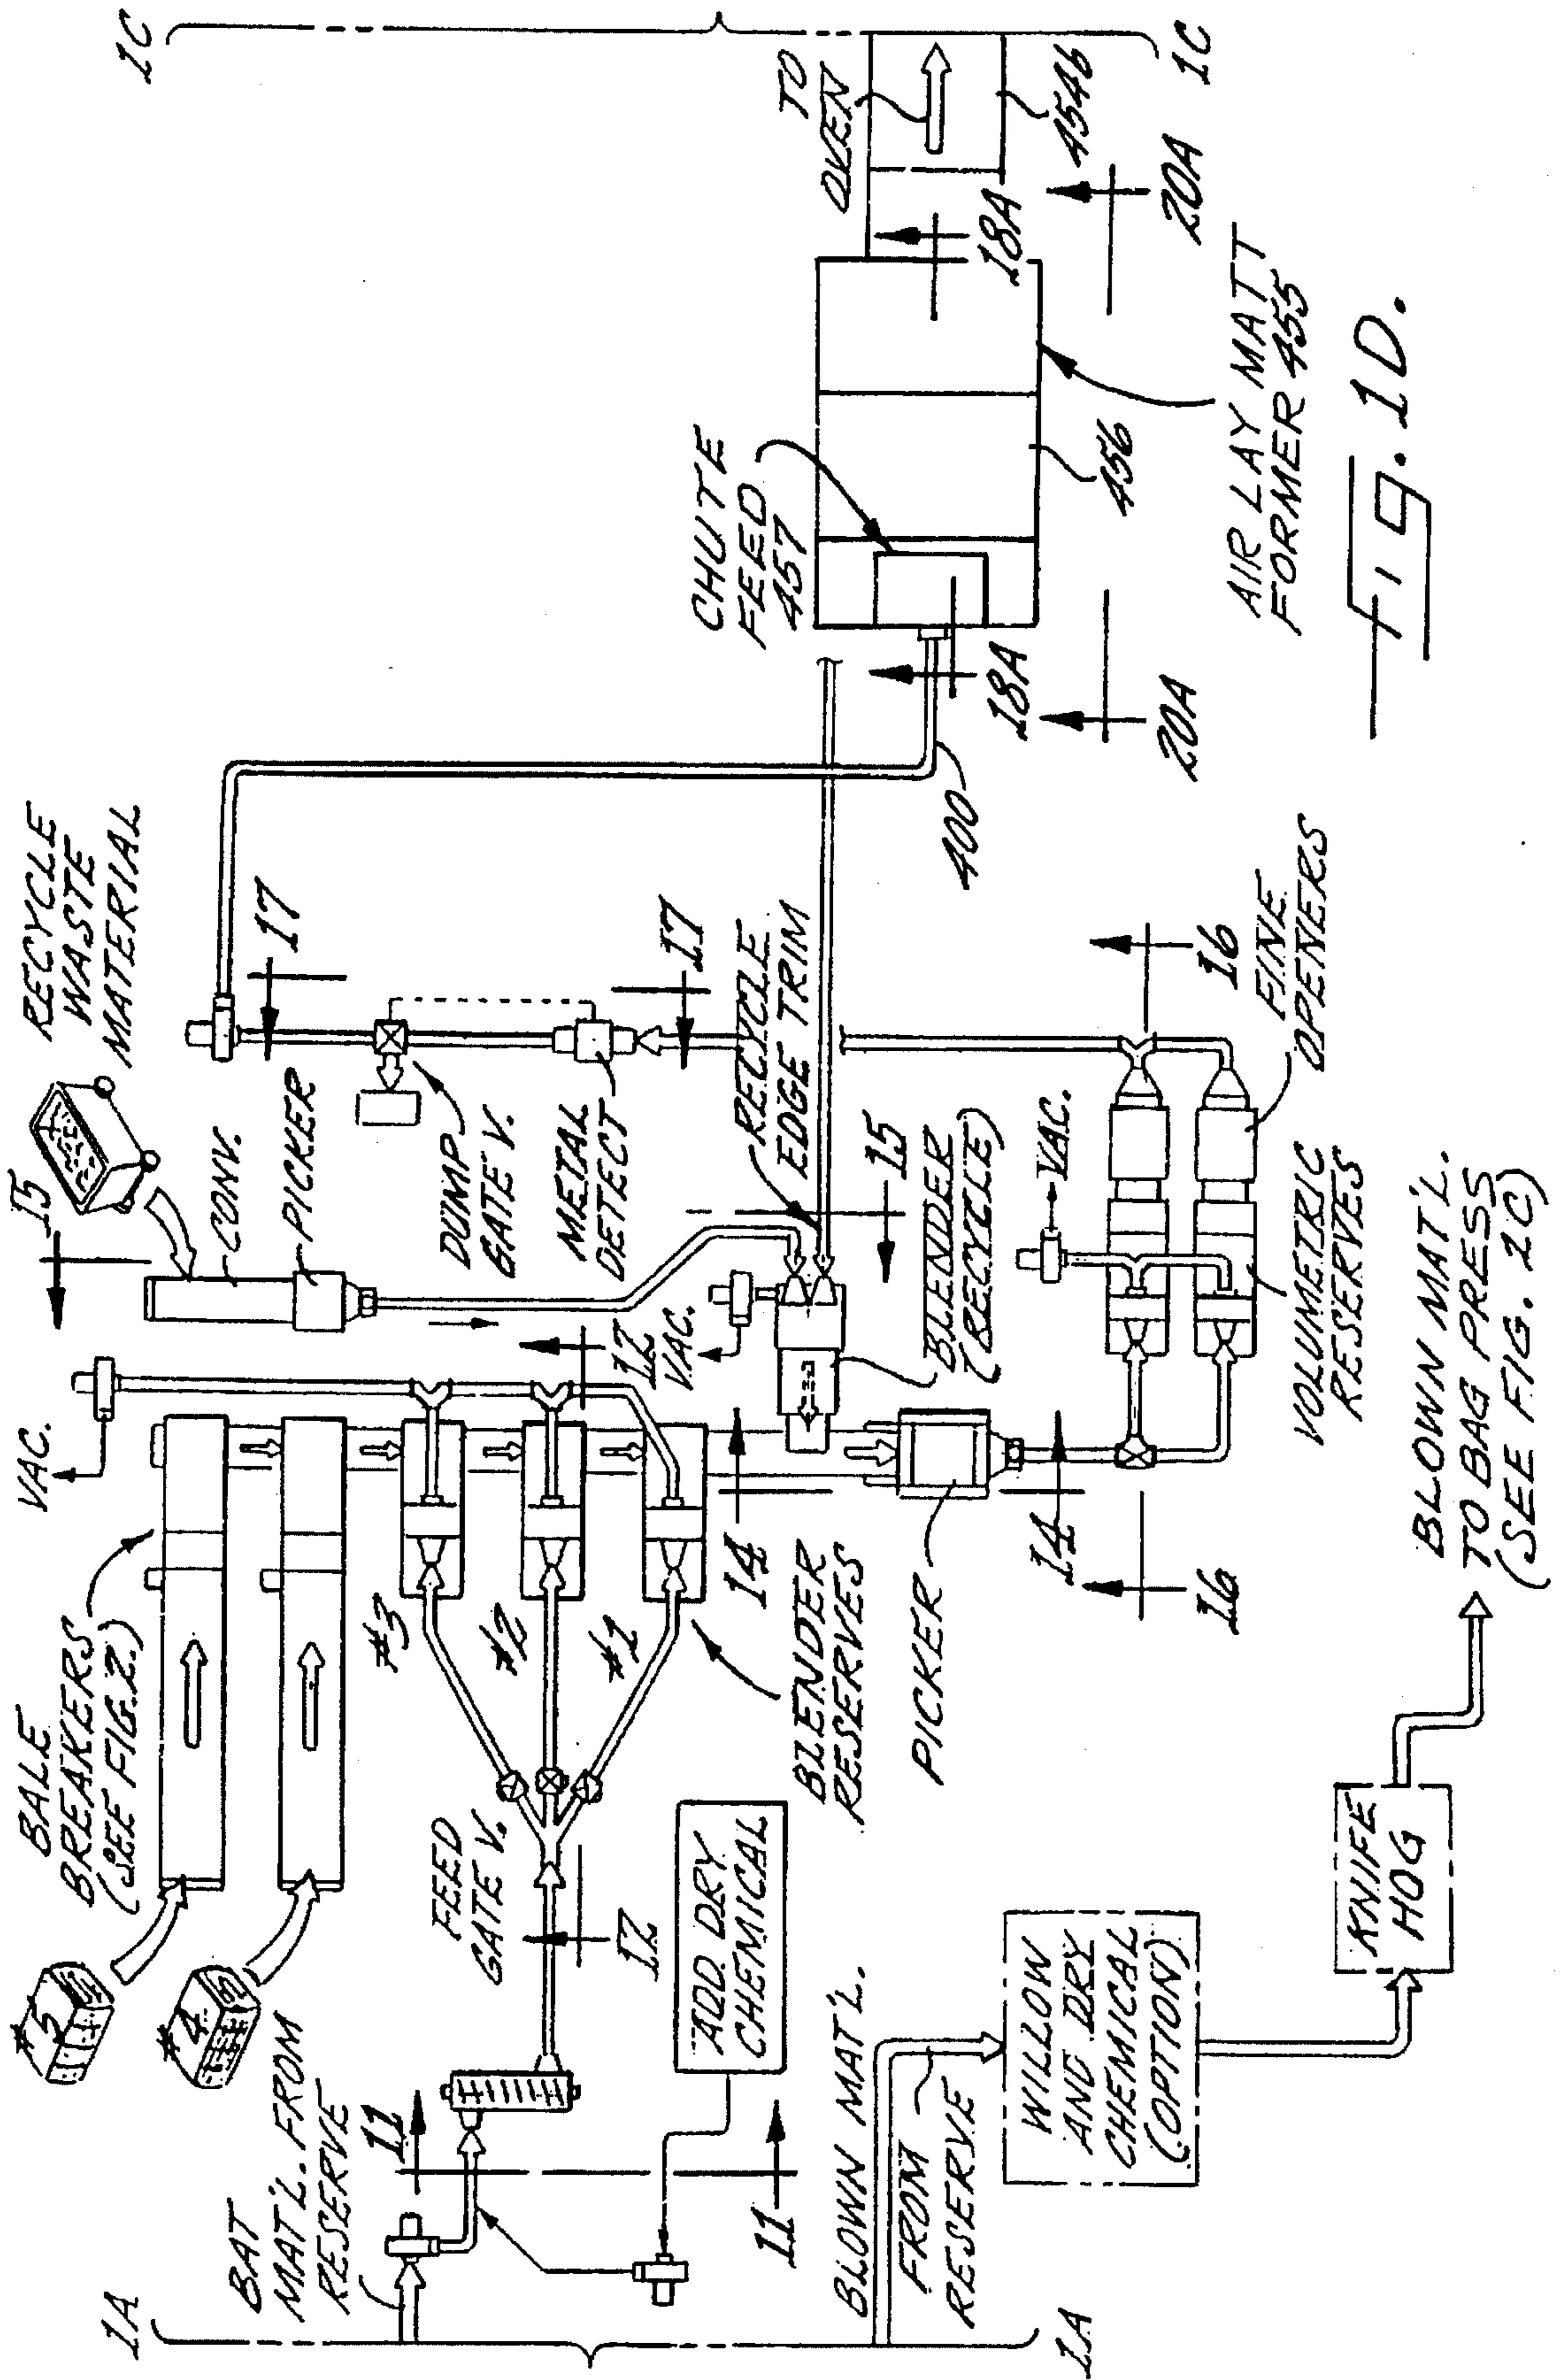 1A
1A
BAT
MAT'L. FROM
RESERVE
#5
#4
BALE
BREAKERS
(SEE FIG. 2.)
VAC.
11
11
FEED
GATE V.
12
12
#3
#2
#1
ADD DRY
CHEMICAL
BLENDER
RESERVES
BLOWN MAT'L.
FROM
RESERVE
WILLOW
AND DRY
CHEMICAL
(OPTION)
KNIFE
HOG
BLOWN MAT'L.
TO BAG PRESS
(SEE FIG. 2C)
PICKER
14
14
16
16
VAC.
15
15
RECYCLE
WASTE
MATERIAL
CONV.
PICKER
DUMP
GATE V.
METAL
DETECT
17
17
RECYCLE
EDGE TRIM
BLENDER
(RECYCLE)
VAC.
VOLUMETRIC
RESERVES
FINE
OPENERS
400
CHUTE
FEED
457
18A
18A
20A
20A
456
AIR LAY MATT
FORMER 455
TO
OVEN
454b
1C
1C
Fig. 1D.